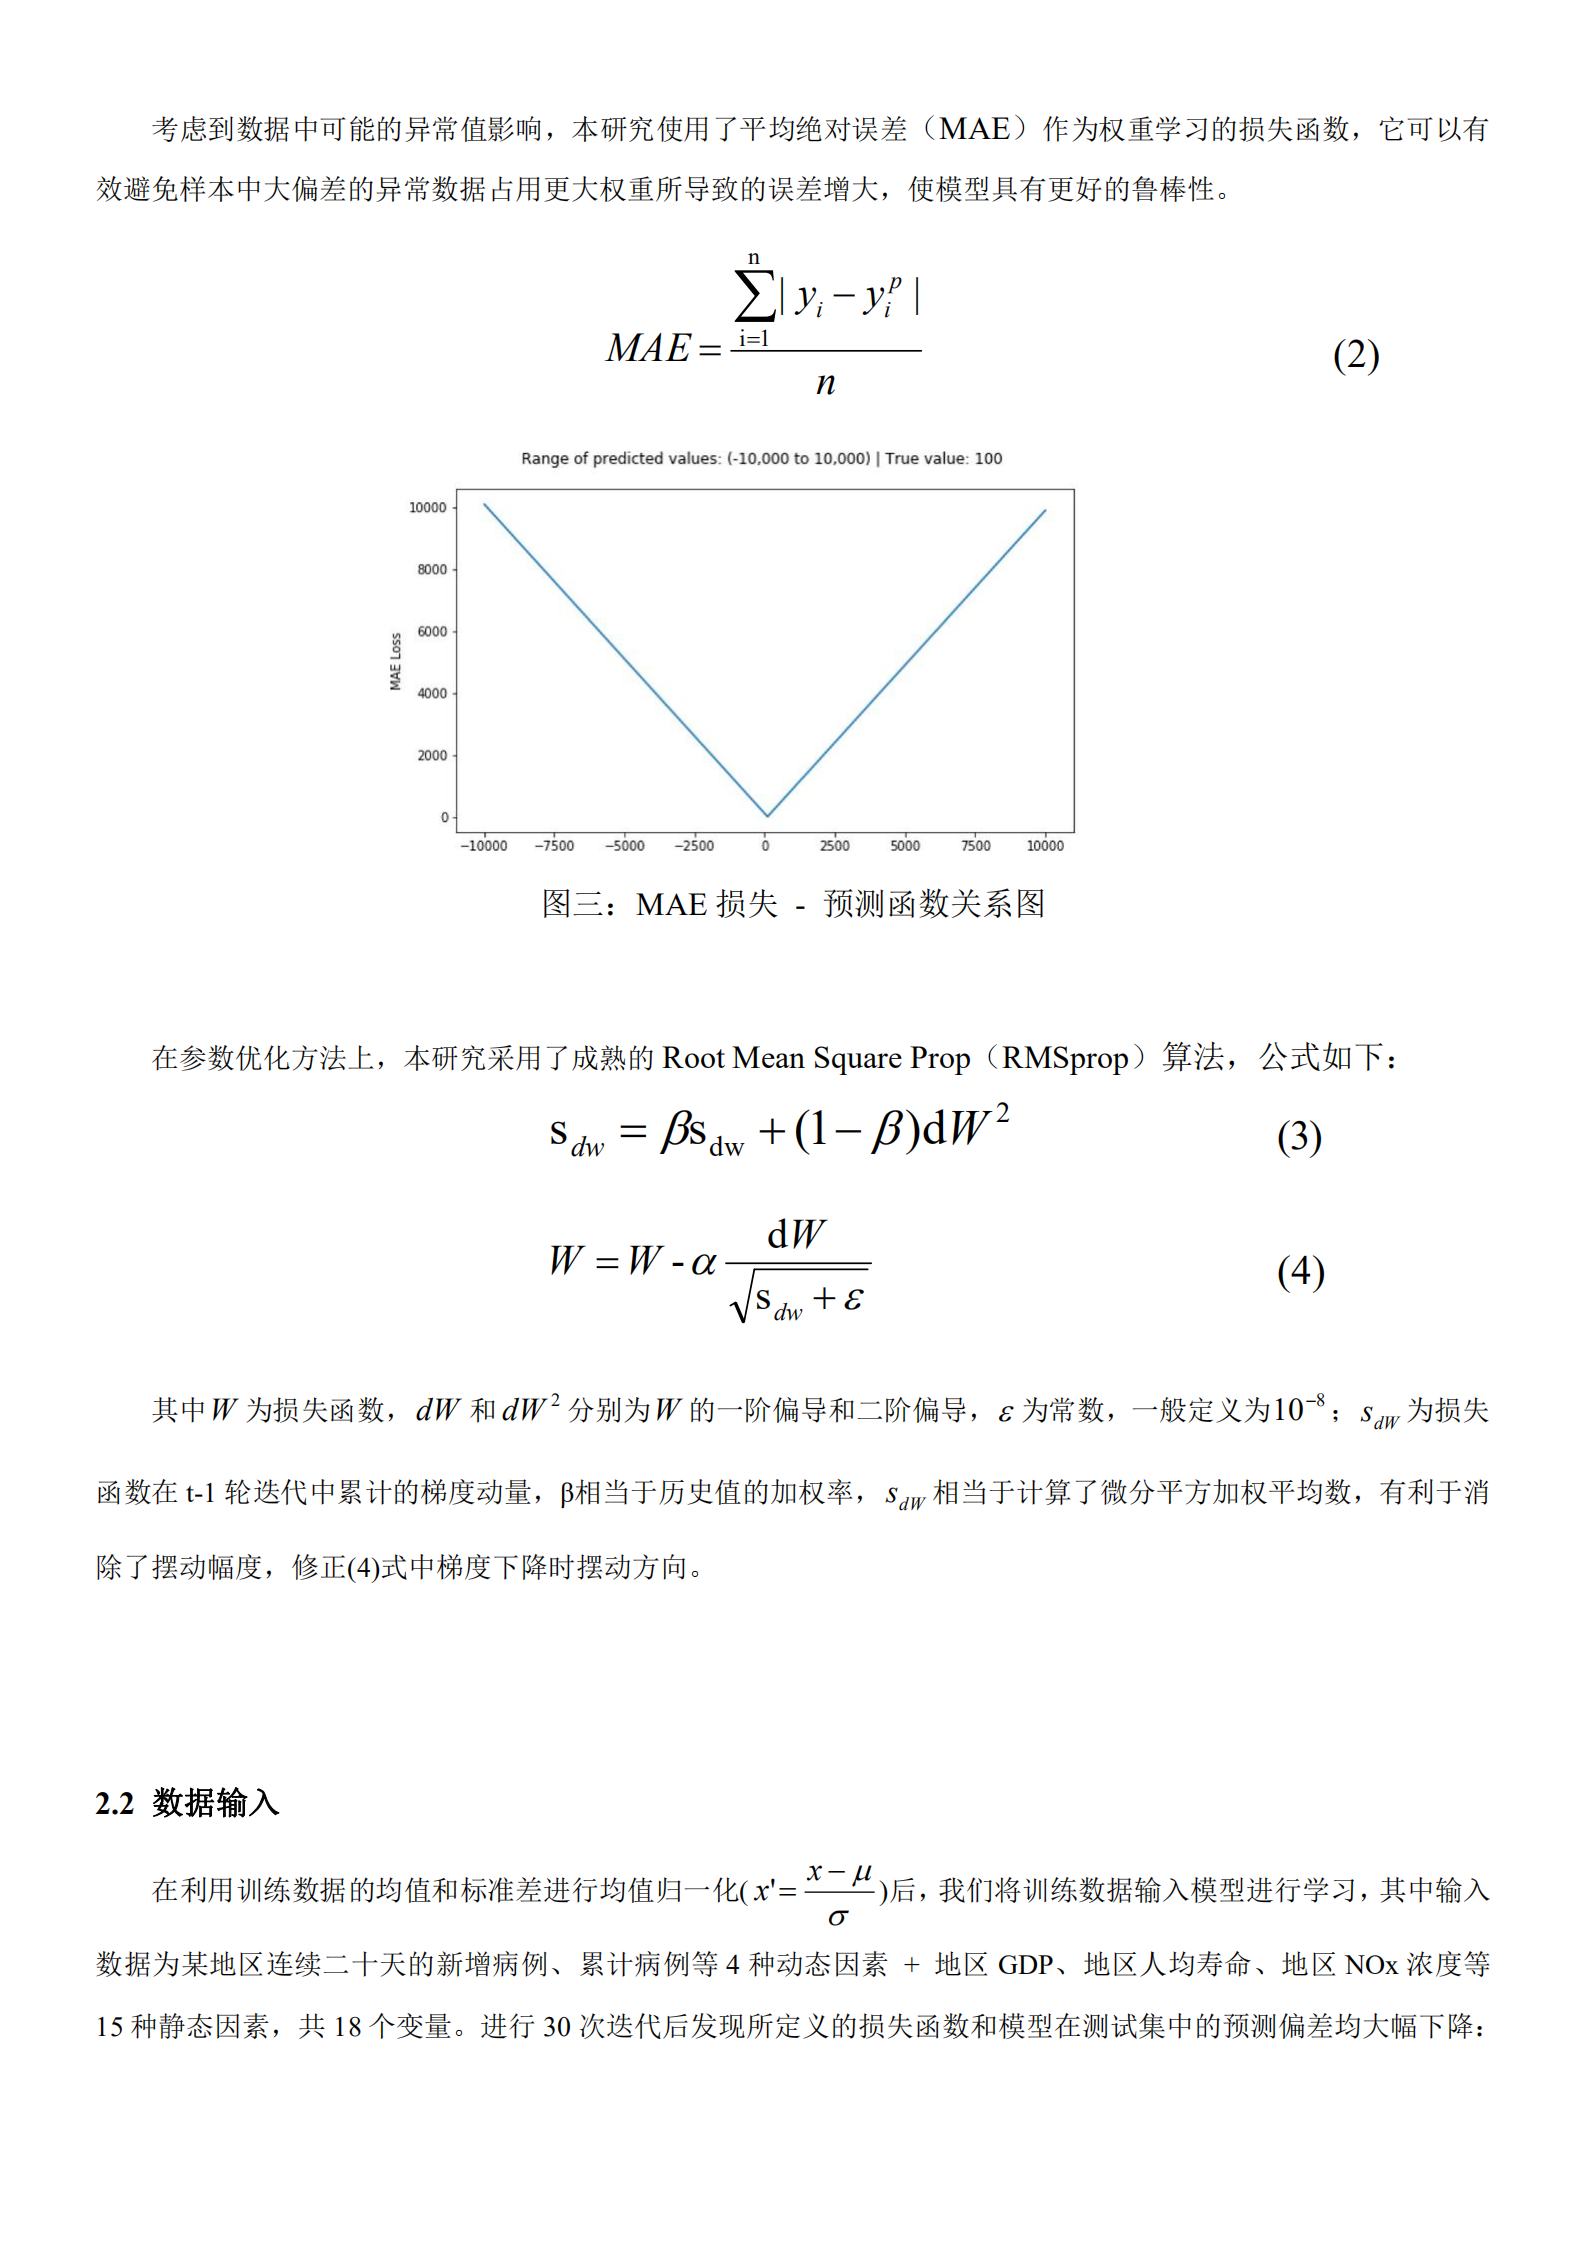 考虑到数据中可能的异常值影响，本研究使用了平均绝对误差（MAE）作为权重学习的损失函数，它可以有
效避免样本中大偏差的异常数据占用更大权重所导致的误差增大，使模型具有更好的鲁棒性。
MAE = \frac{\sum_{i=1}^{n} | y_i − y_i^p |}{n} (2)
Range of predicted values: (-10,000 to 10,000) | True value: 100
10000
8000
6000
4000
2000
0
MAE Loss
−10000 −7500 −5000 −2500 0 2500 5000 7500 10000
图三：MAE 损失 - 预测函数关系图
在参数优化方法上，本研究采用了成熟的 Root Mean Square Prop（RMSprop）算法，公式如下：
s_{dw} = βs_{dw} + (1 − β)dW^2 (3)
W = W - α \frac{dW}{\sqrt{s_{dw} + ε}} (4)
其中 W 为损失函数，dW 和 dW^2 分别为 W 的一阶偏导和二阶偏导，ε 为常数，一般定义为10^{−8}；s_{dW} 为损失
函数在 t-1 轮迭代中累计的梯度动量，β相当于历史值的加权率，s_{dW} 相当于计算了微分平方加权平均数，有利于消
除了摆动幅度，修正(4)式中梯度下降时摆动方向。
2.2 数据输入
在利用训练数据的均值和标准差进行均值归一化( x' = \frac{x − μ}{σ} )后，我们将训练数据输入模型进行学习，其中输入
数据为某地区连续二十天的新增病例、累计病例等 4 种动态因素 + 地区 GDP、地区人均寿命、地区 NOx 浓度等
15 种静态因素，共 18 个变量。进行 30 次迭代后发现所定义的损失函数和模型在测试集中的预测偏差均大幅下降：